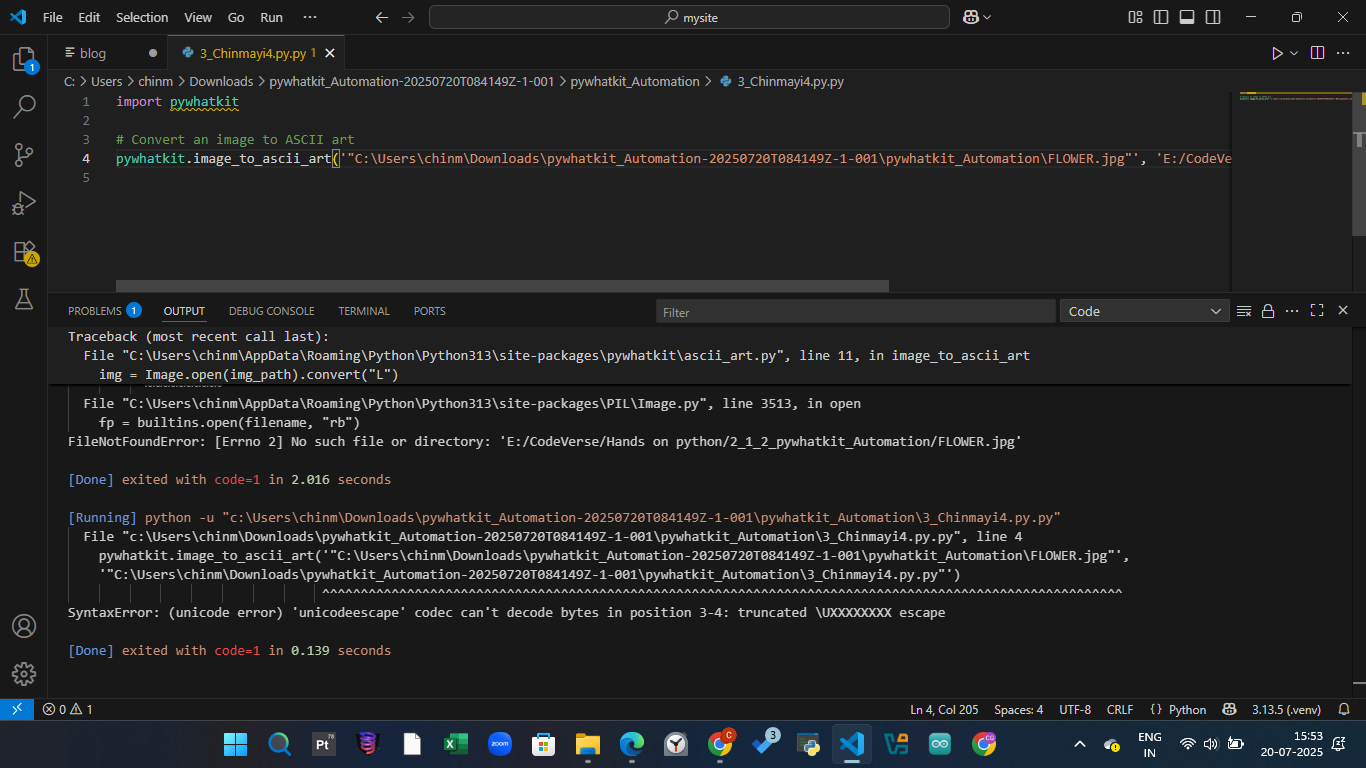 File Edit Selection View Go Run ··· mysite
blog
3_Chinmayi4.py.py 1
C: > Users > chinm > Downloads > pywhatkit_Automation-20250720T084149Z-1-001 > pywhatkit_Automation > 3_Chinmayi4.py.py
1 import pywhatkit
2
3 # Convert an image to ASCII art
4 pywhatkit.image_to_ascii_art('"C:\Users\chinm\Downloads\pywhatkit_Automation-20250720T084149Z-1-001\pywhatkit_Automation\FLOWER.jpg"', 'E:/CodeVe
5
PROBLEMS 1 OUTPUT DEBUG CONSOLE TERMINAL PORTS Filter Code
Traceback (most recent call last):
File "C:\Users\chinm\AppData\Roaming\Python\Python313\site-packages\pywhatkit\ascii_art.py", line 11, in image_to_ascii_art
img = Image.open(img_path).convert("L")
File "C:\Users\chinm\AppData\Roaming\Python\Python313\site-packages\PIL\Image.py", line 3513, in open
fp = builtins.open(filename, "rb")
FileNotFoundError: [Errno 2] No such file or directory: 'E:/CodeVerse/Hands on python/2_1_2_pywhatkit_Automation/FLOWER.jpg'
[Done] exited with code=1 in 2.016 seconds
[Running] python -u "c:\Users\chinm\Downloads\pywhatkit_Automation-20250720T084149Z-1-001\pywhatkit_Automation\3_Chinmayi4.py.py"
File "c:\Users\chinm\Downloads\pywhatkit_Automation-20250720T084149Z-1-001\pywhatkit_Automation\3_Chinmayi4.py.py", line 4
pywhatkit.image_to_ascii_art('"C:\Users\chinm\Downloads\pywhatkit_Automation-20250720T084149Z-1-001\pywhatkit_Automation\FLOWER.jpg"',
'"C:\Users\chinm\Downloads\pywhatkit_Automation-20250720T084149Z-1-001\pywhatkit_Automation\3_Chinmayi4.py.py"')
^^^^^^^^^^^^^^^^^^^^^^^^^^^^^^^^^^^^^^^^^^^^^^^^^^^^^^^^^^^^^^^^^^^^^^^^^^^^^^^^^^^^^^^^^^^^^^^^^^^^^^^^
SyntaxError: (unicode error) 'unicodeescape' codec can't decode bytes in position 3-4: truncated \UXXXXXXXX escape
[Done] exited with code=1 in 0.139 seconds
0 1 Ln 4, Col 205 Spaces: 4 UTF-8 CRLF {} Python 3.13.5 (.venv)
Pt 78 zoom C 3 CG ENG 15:53
IN 20-07-2025